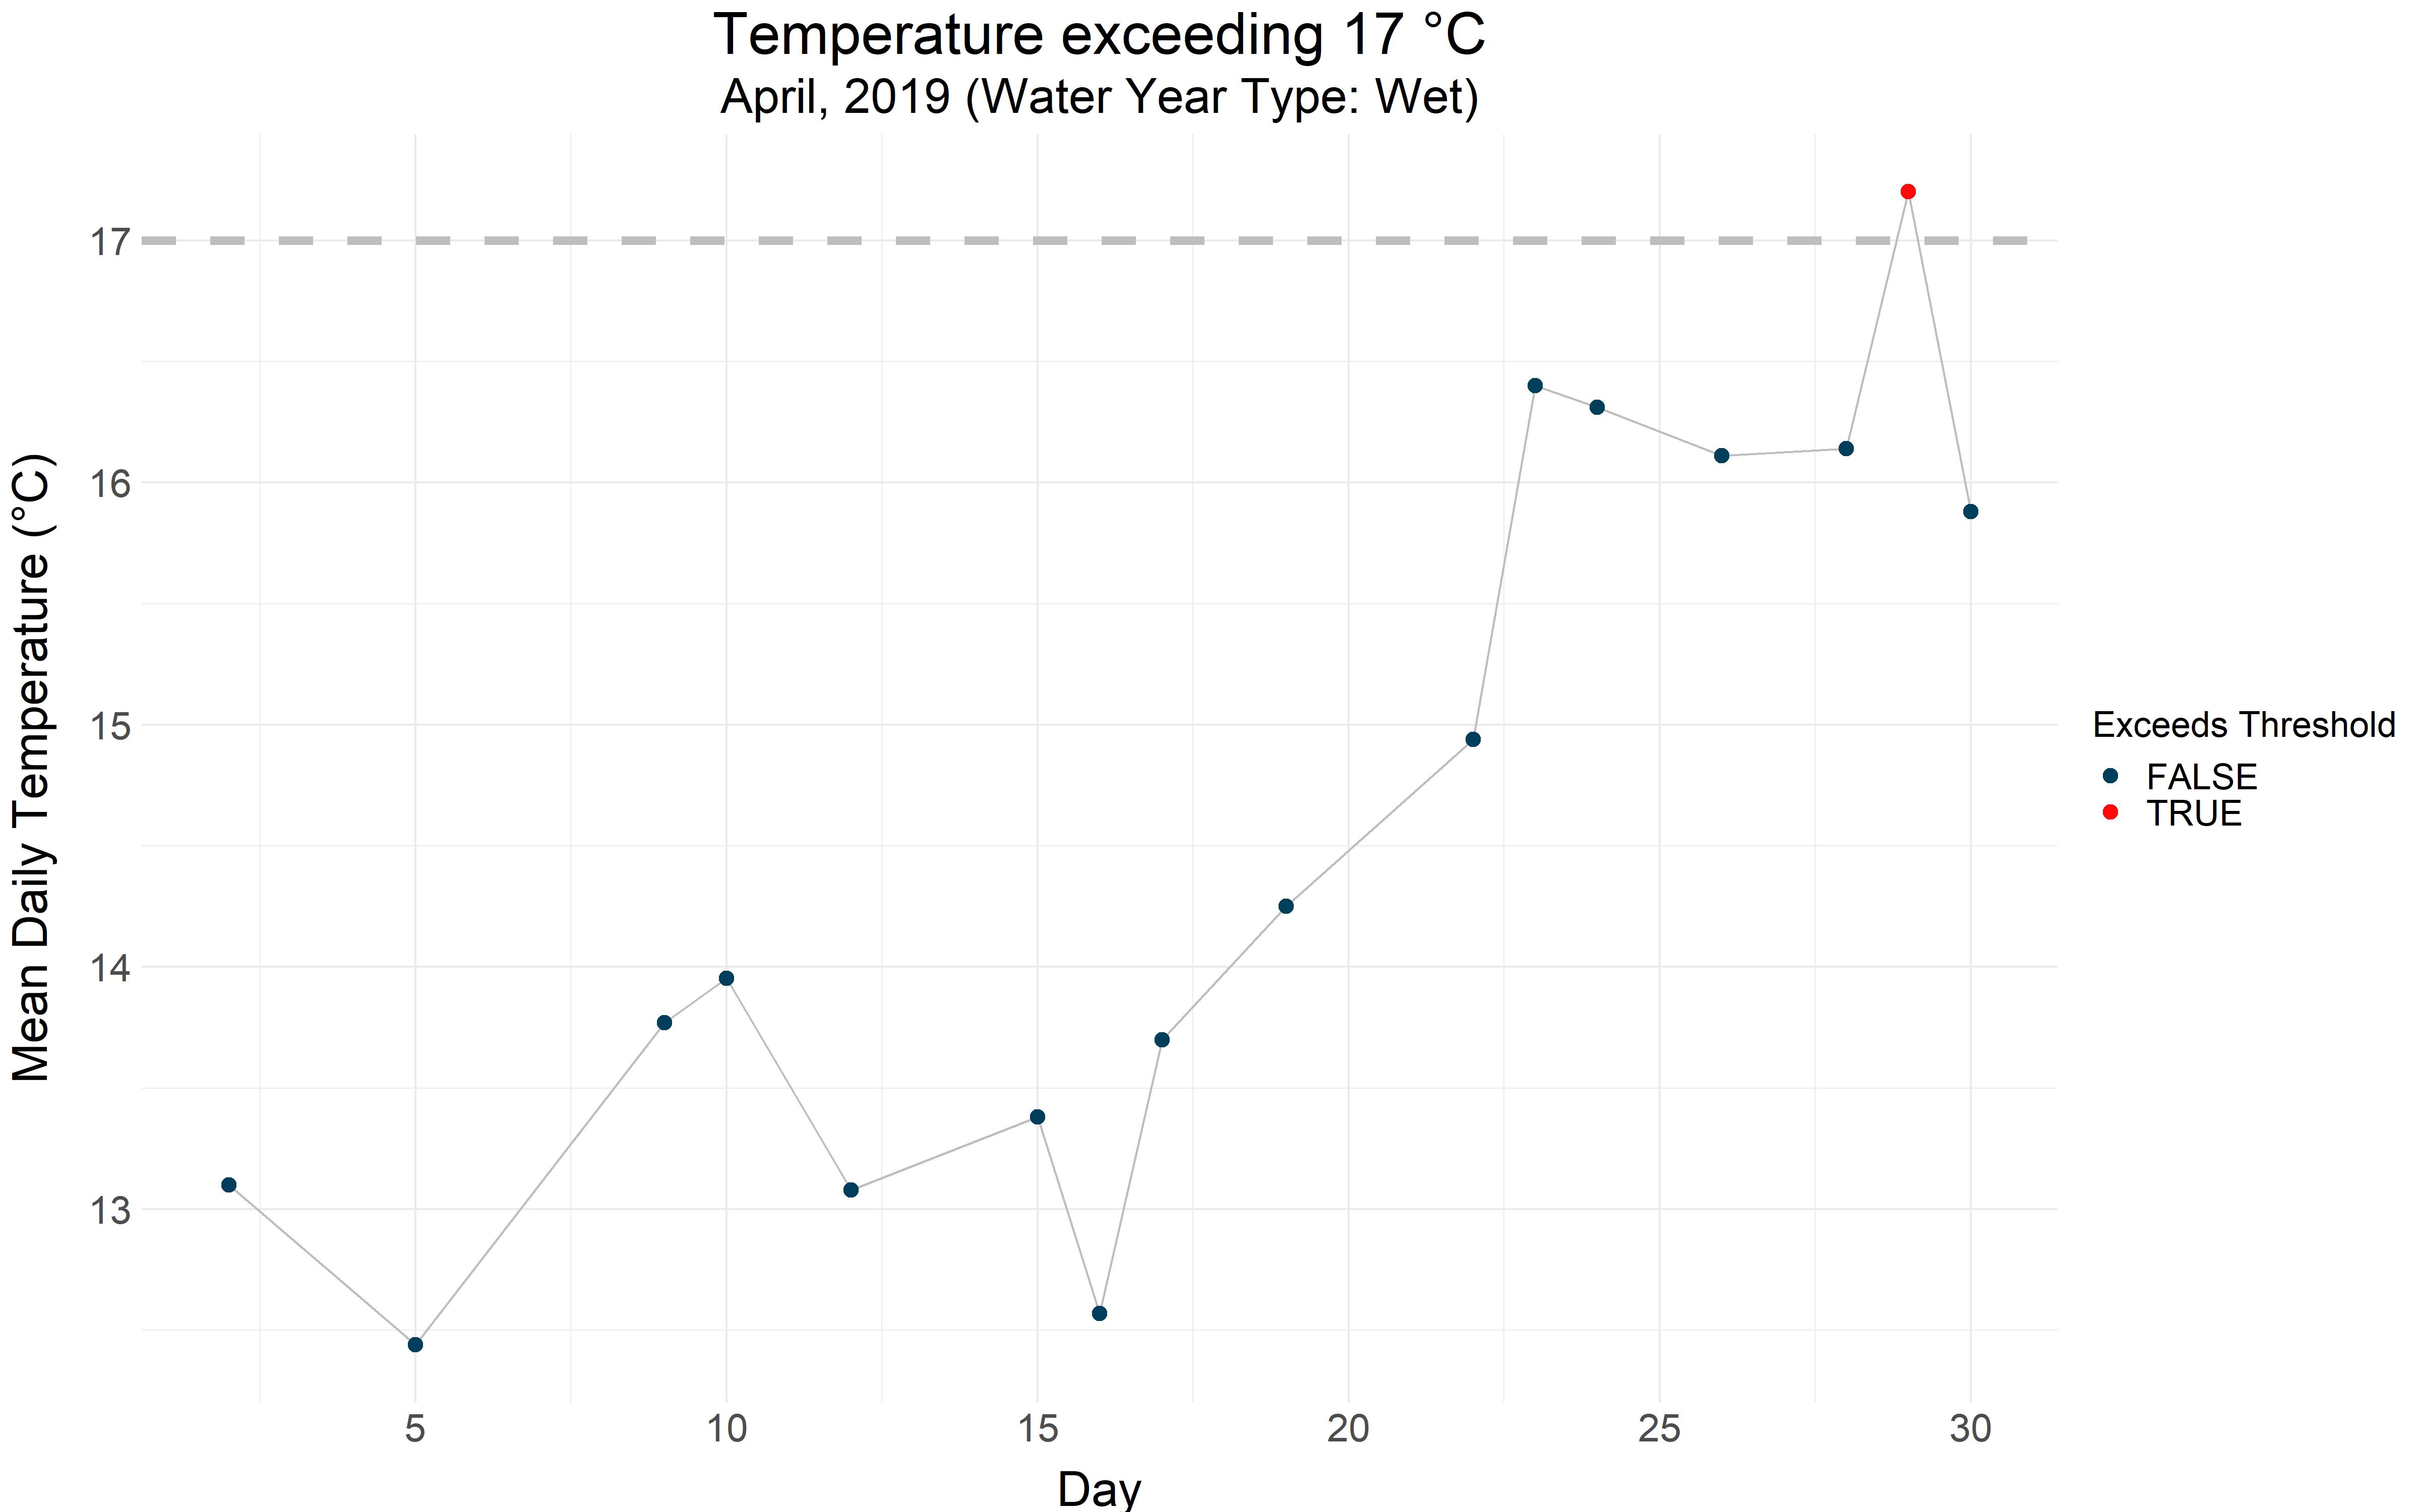 Temperature exceeding 17 °C
April, 2019 (Water Year Type: Wet)
Mean Daily Temperature (°C)
17
16
15
14
13
5 10 15 20 25 30
Day
Exceeds Threshold
FALSE
TRUE